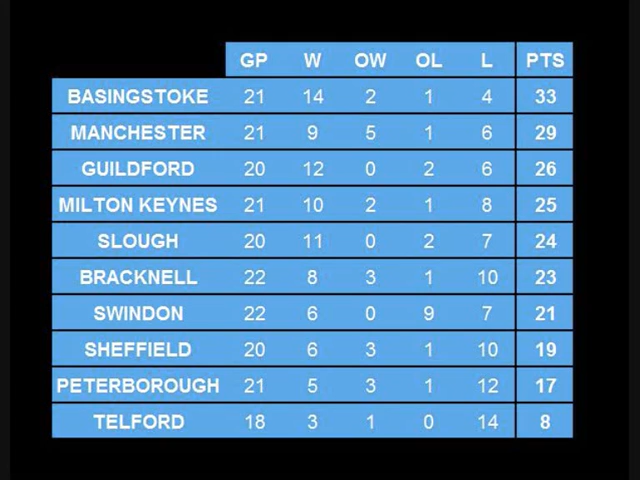 GP W OW OL L PTS
BASINGSTOKE 21 14 2 1 4 33
MANCHESTER 21 9 5 1 6 29
GUILDFORD 20 12 0 2 6 26
MILTON KEYNES 21 10 2 1 8 25
SLOUGH 20 11 0 2 7 24
BRACKNELL 22 8 3 1 10 23
SWINDON 22 6 0 9 7 21
SHEFFIELD 20 6 3 1 10 19
PETERBOROUGH 21 5 3 1 12 17
TELFORD 18 3 1 0 14 8